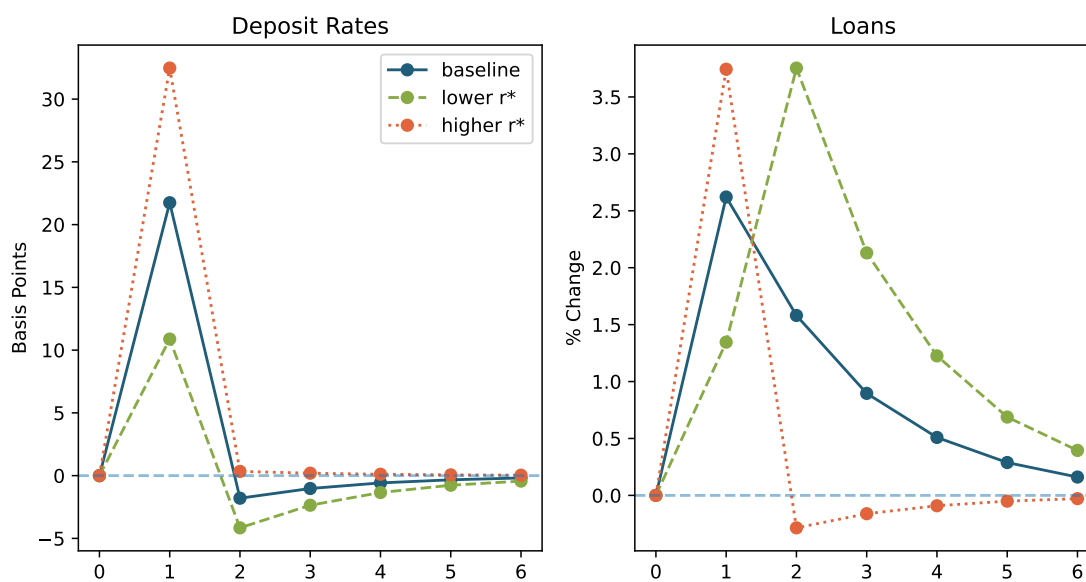 Deposit Rates
Basis Points
30
25
20
15
10
5
0
−5
0 1 2 3 4 5 6
baseline
lower r*
higher r*
Loans
% Change
3.5
3.0
2.5
2.0
1.5
1.0
0.5
0.0
0 1 2 3 4 5 6